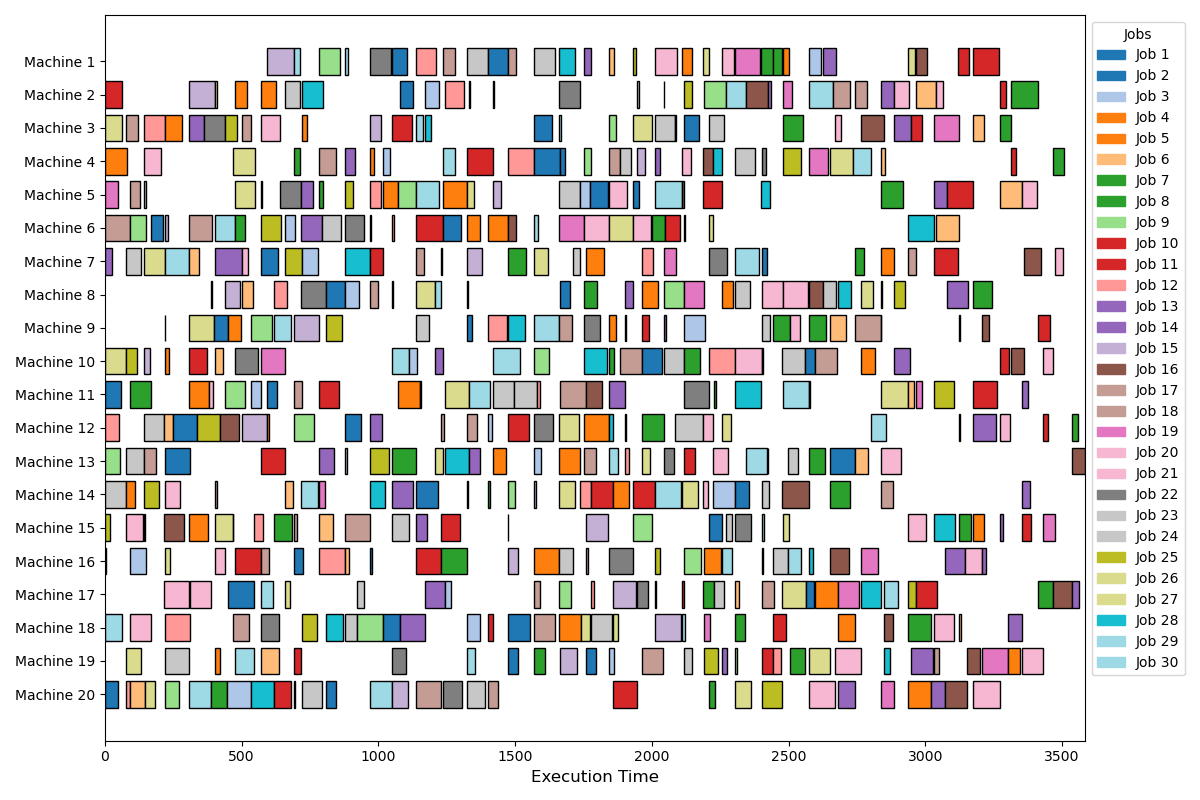 Jobs
Machine 1
Machine 2
Machine 3
Machine 4
Machine 5
Machine 6
Machine 7
Machine 8
Machine 9
Machine 10
Machine 11
Machine 12
Machine 13
Machine 14
Machine 15
Machine 16
Machine 17
Machine 18
Machine 19
Machine 20
Job 1
Job 2
Job 3
Job 4
Job 5
Job 6
Job 7
Job 8
Job 9
Job 10
Job 11
Job 12
Job 13
Job 14
Job 15
Job 16
Job 17
Job 18
Job 19
Job 20
Job 21
Job 22
Job 23
Job 24
Job 25
Job 26
Job 27
Job 28
Job 29
Job 30
0 500 1000 1500 2000 2500 3000 3500
Execution Time